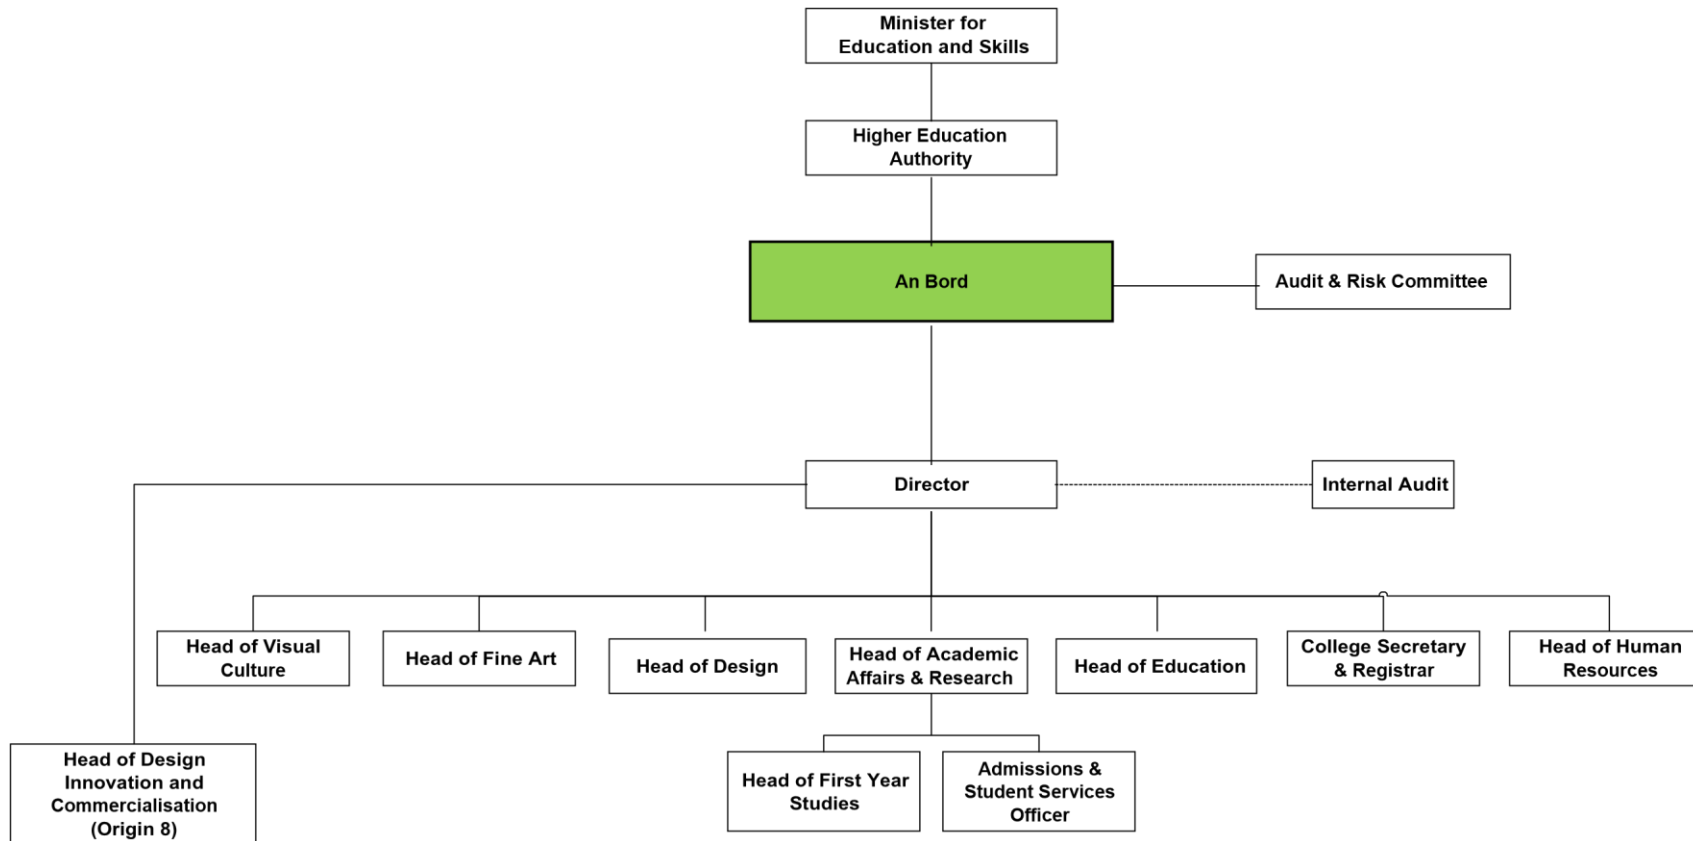 Minister for
Education and Skills
Higher Education
Authority
An Bord
Audit & Risk Committee
Director
Internal Audit
Head of Visual
Culture
Head of Fine Art
Head of Design
Head of Academic
Affairs & Research
Head of Education
College Secretary
& Registrar
Head of Human
Resources
Head of Design
Innovation and
Commercialisation
(Origin 8)
Head of First Year
Studies
Admissions &
Student Services
Officer